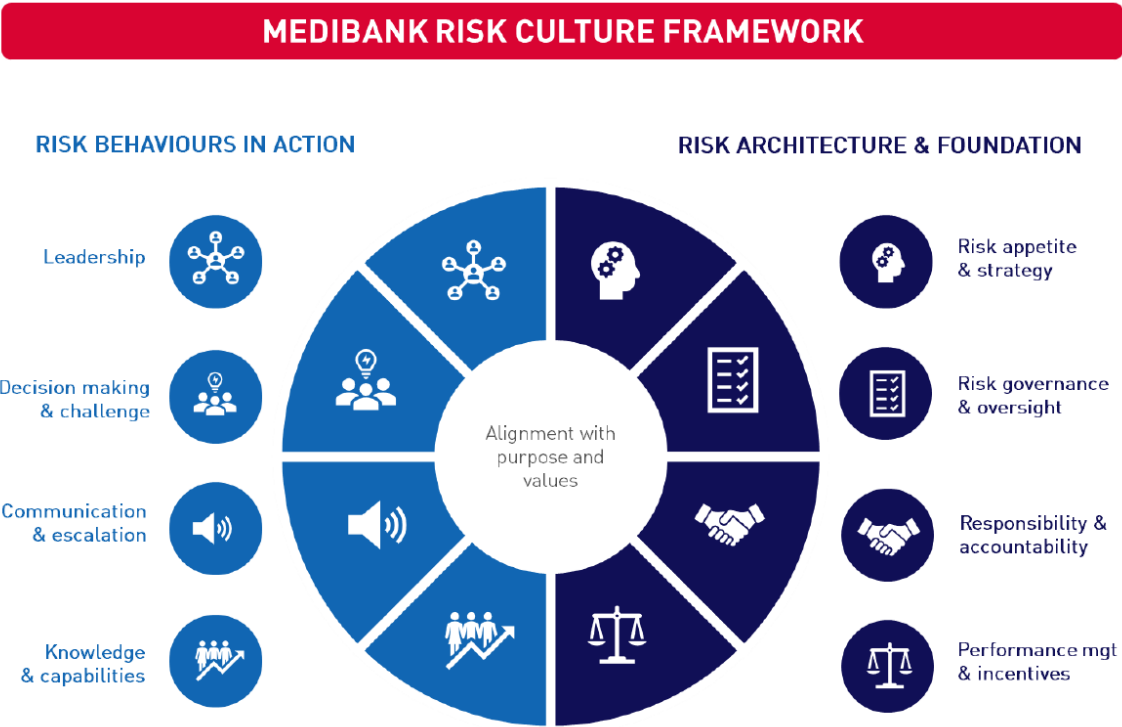 MEDIBANK RISK CULTURE FRAMEWORK
RISK BEHAVIOURS IN ACTION
Leadership
Decision making
& challenge
Communication
& escalation
Knowledge
& capabilities
Alignment with
purpose and
values
RISK ARCHITECTURE & FOUNDATION
Risk appetite
& strategy
Risk governance
& oversight
Responsibility &
accountability
Performance mgt
& incentives